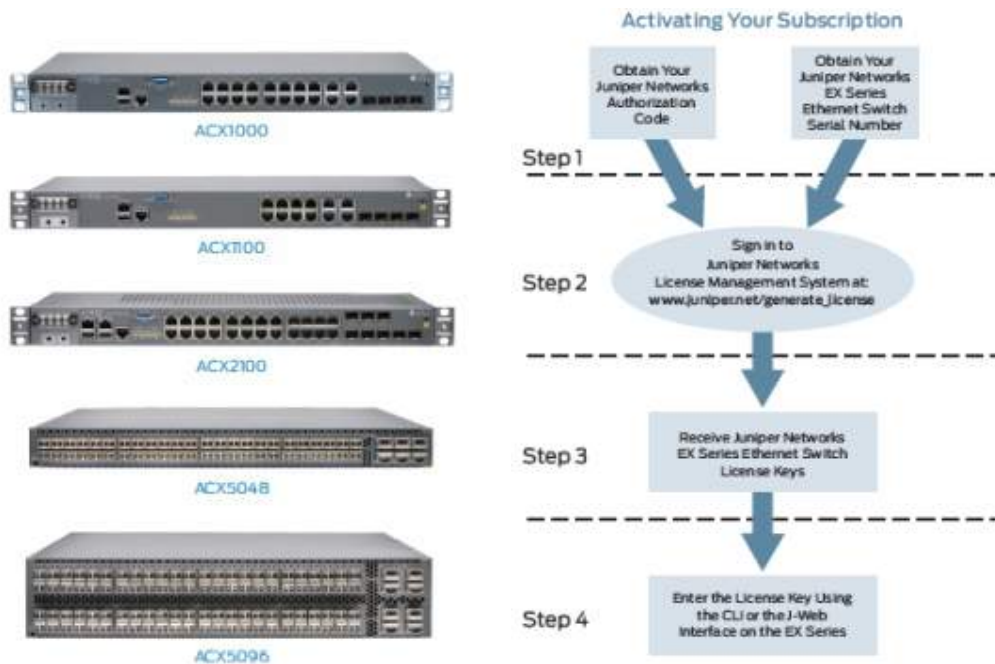 ACX1000
ACX1100
ACX2100
ACX5048
ACX5096
Activating Your Subscription
Obtain Your
Juniper Networks
Authorization
Code
Obtain Your
Juniper Networks
EX Series
Ethernet Switch
Serial Number
Step 1
Step 2
Sign in to
Juniper Networks
License Management System at:
www.juniper.net/generate_license
Step 3
Receive Juniper Networks
EX Series Ethernet Switch
License Keys
Step 4
Enter the License Key Using
the CLI or the J-Web
Interface on the EX Series